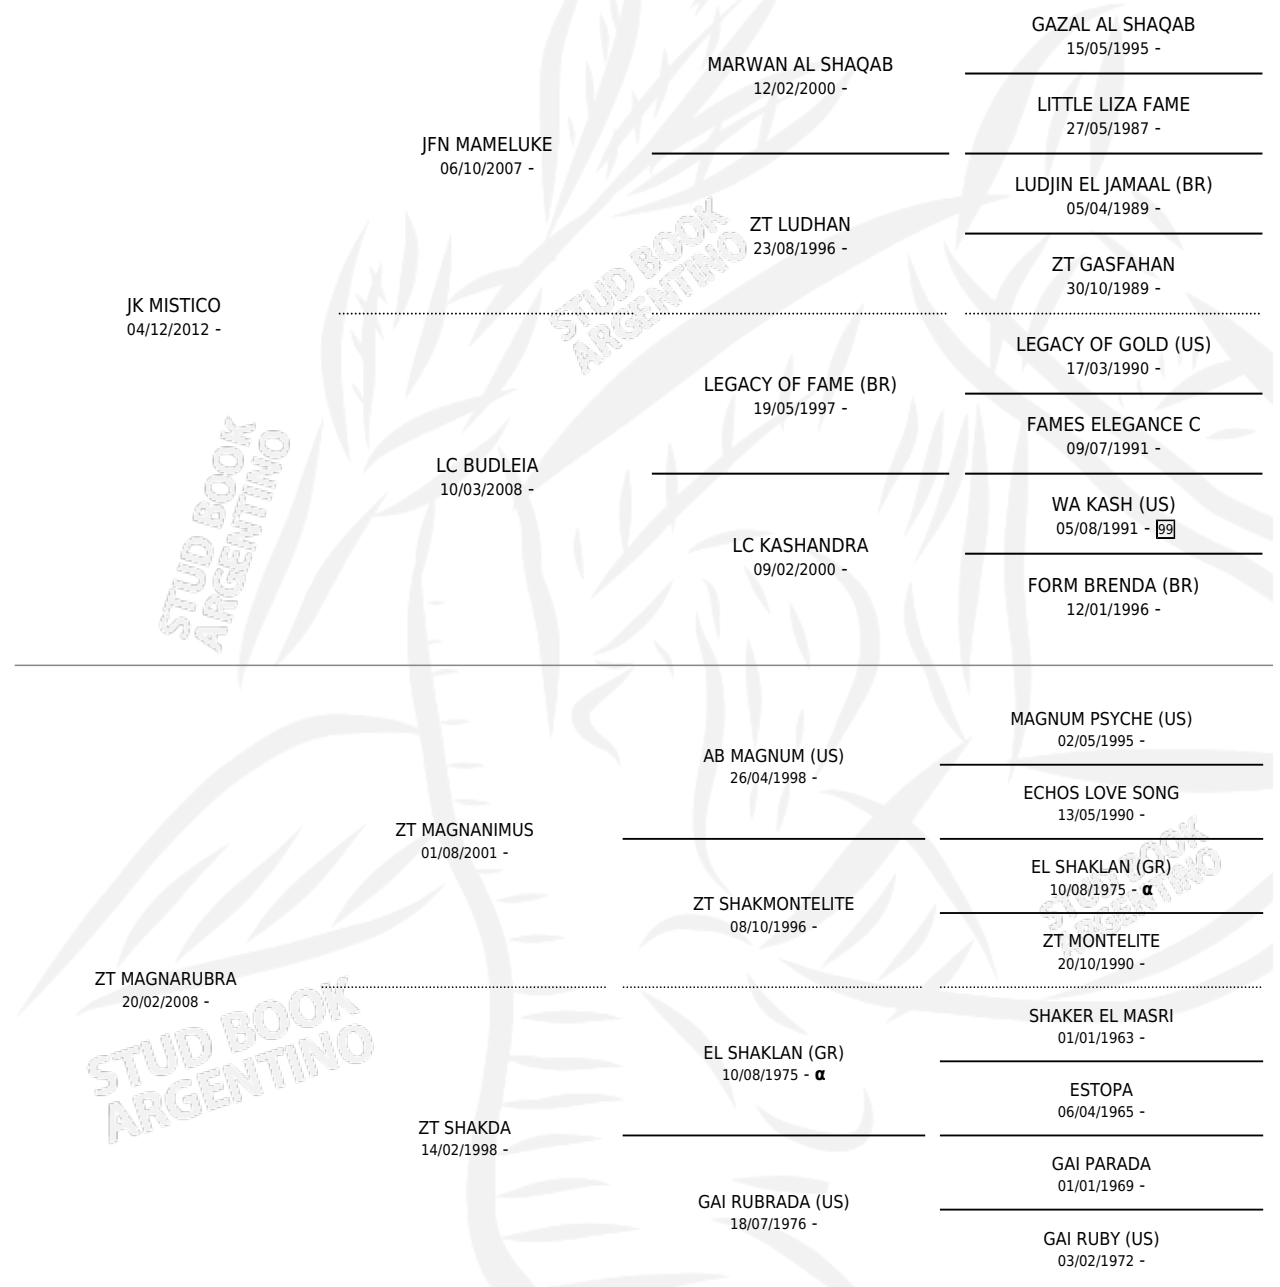 GAZAL AL SHAQAB
15/05/1995 -
MARWAN AL SHAQAB
12/02/2000 -
LITTLE LIZA FAME
27/05/1987 -
JFN MAMELUKE
06/10/2007 -
LUDJIN EL JAMAAL (BR)
05/04/1989 -
ZT LUDHAN
23/08/1996 -
ZT GASFAHAN
30/10/1989 -
JK MISTICO
04/12/2012 -
LEGACY OF GOLD (US)
17/03/1990 -
LEGACY OF FAME (BR)
19/05/1997 -
FAMES ELEGANCE C
09/07/1991 -
LC BUDLEIA
10/03/2008 -
WA KASH (US)
05/08/1991 - 99
LC KASHANDRA
09/02/2000 -
FORM BRENDA (BR)
12/01/1996 -
MAGNUM PSYCHE (US)
02/05/1995 -
AB MAGNUM (US)
26/04/1998 -
ECHOS LOVE SONG
13/05/1990 -
ZT MAGNANIMUS
01/08/2001 -
EL SHAKLAN (GR)
10/08/1975 - α
ZT SHAKMONTELITE
08/10/1996 -
ZT MONTELITE
20/10/1990 -
ZT MAGNARUBRA
20/02/2008 -
SHAKER EL MASRI
01/01/1963 -
EL SHAKLAN (GR)
10/08/1975 - α
ESTOPA
06/04/1965 -
ZT SHAKDA
14/02/1998 -
GAI PARADA
01/01/1969 -
GAI RUBRADA (US)
18/07/1976 -
GAI RUBY (US)
03/02/1972 -
STUD BOOK
ARGENTINO
STUD BOOK
ARGENTINO
STUD BOOK
ARGENTINO
STUD BOOK
ARGENTINO